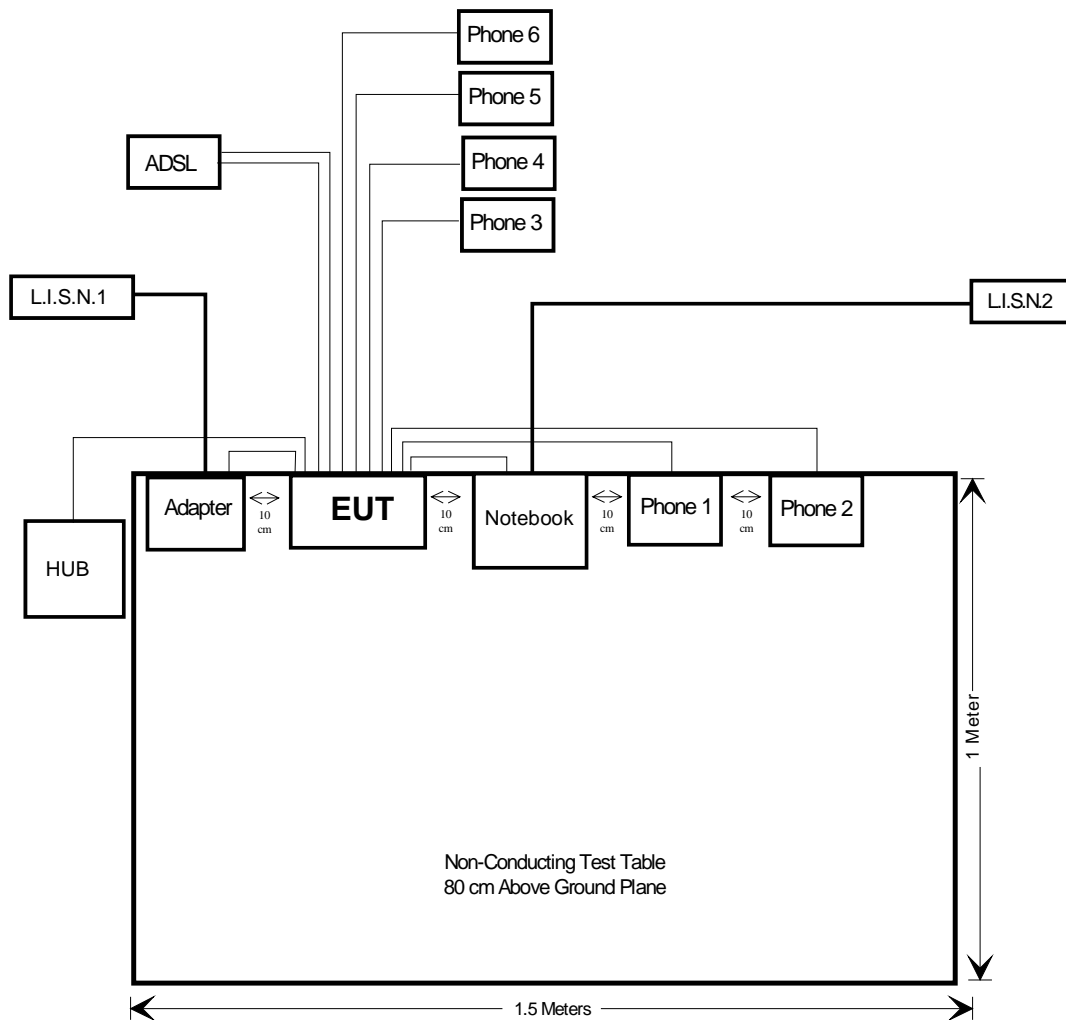 Phone 6
Phone 5
ADSL
Phone 4
Phone 3
L.I.S.N.1
L.I.S.N.2
Adapter
10
cm
EUT
10
cm
Notebook
10
cm
Phone 1
10
cm
Phone 2
HUB
1 Meter
Non-Conducting Test Table
80 cm Above Ground Plane
1.5 Meters